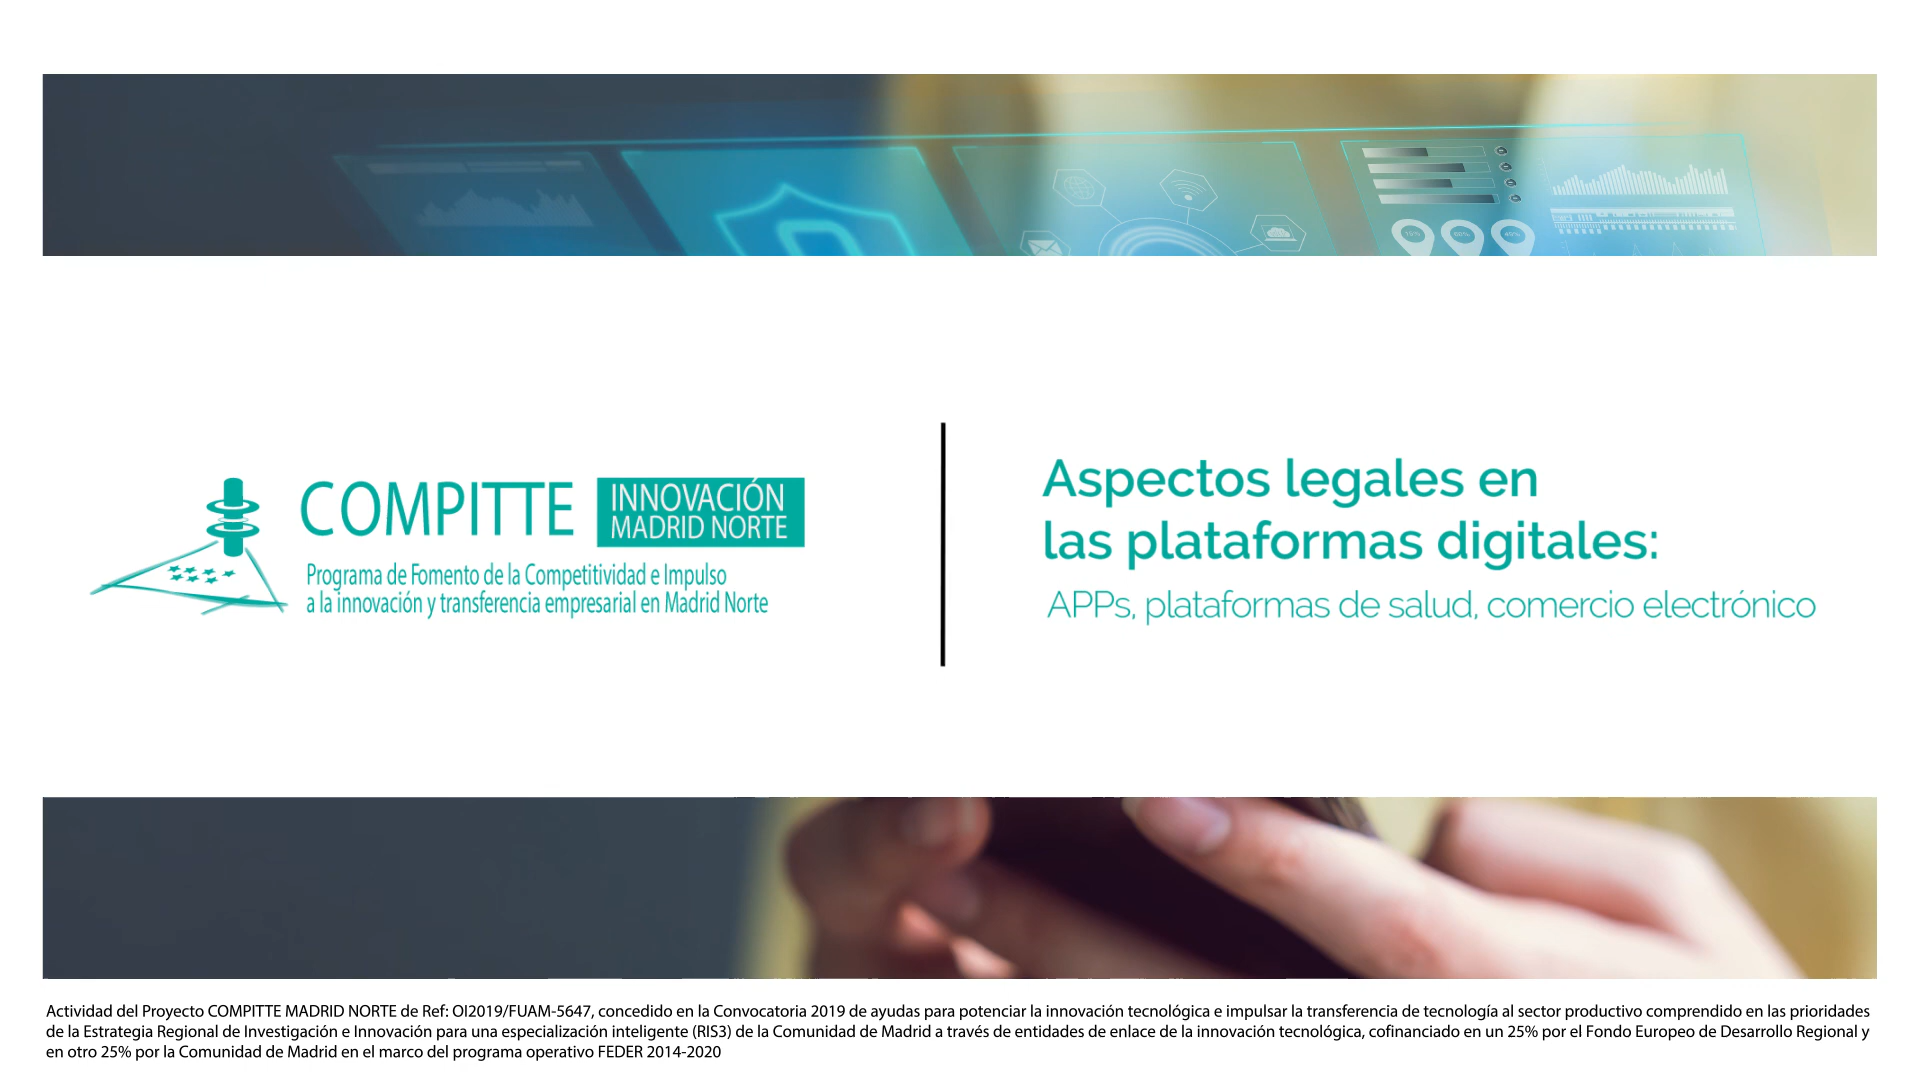 COMPITTE
INNOVACIÓN
MADRID NORTE
Programa de Fomento de la Competitividad e Impulso
a la innovación y transferencia empresarial en Madrid Norte
Aspectos legales en
las plataformas digitales:
APPs, plataformas de salud, comercio electrónico
Actividad del Proyecto COMPITTE MADRID NORTE de Ref: OI2019/FUAM-5647, concedido en la Convocatoria 2019 de ayudas para potenciar la innovación tecnológica e impulsar la transferencia de tecnología al sector productivo comprendido en las prioridades
de la Estrategia Regional de Investigación e Innovación para una especialización inteligente (RIS3) de la Comunidad de Madrid a través de entidades de enlace de la innovación tecnológica, cofinanciado en un 25% por el Fondo Europeo de Desarrollo Regional y
en otro 25% por la Comunidad de Madrid en el marco del programa operativo FEDER 2014-2020